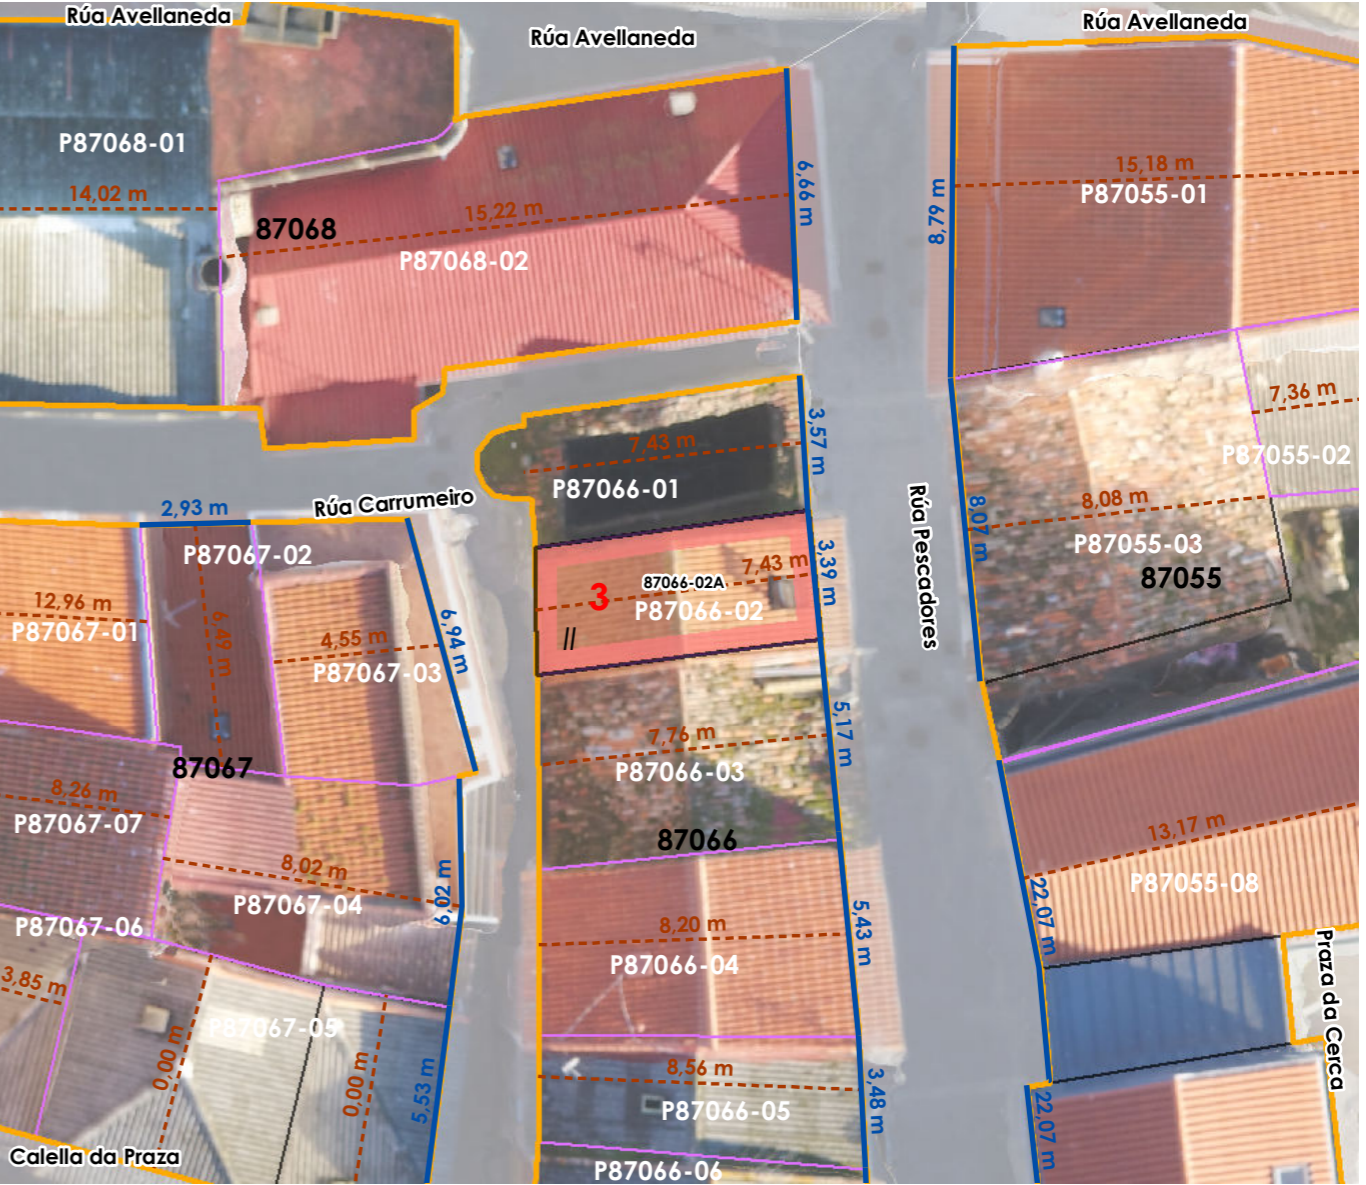 Rúa Avellaneda
Rúa Avellaneda
Rúa Avellaneda
P87068-01
14,02 m
87068
15,22 m
P87068-02
6,66 m
8,79 m
15,18 m
P87055-01
7,36 m
P87055-02
7,43 m
P87066-01
3,57 m
Rúa Carrumeiro
2,93 m
P87067-02
Rúa Pescadores
8,07 m
8,08 m
P87055-03
87055
12,96 m
P87067-01
6,49 m
4,55 m
P87067-03
6,94 m
3
87066-02A
7,43 m
P87066-02
//
3,39 m
87067
8,26 m
P87067-07
7,76 m
P87066-03
5,17 m
87066
13,17 m
P87055-08
22,07 m
8,02 m
P87067-04
6,02 m
P87067-06
3,85 m
8,20 m
P87066-04
5,43 m
Praza da Cerca
P87067-05
0,00 m
0,00 m
5,53 m
8,56 m
P87066-05
3,48 m
22,07 m
Calella da Praza
P87066-06